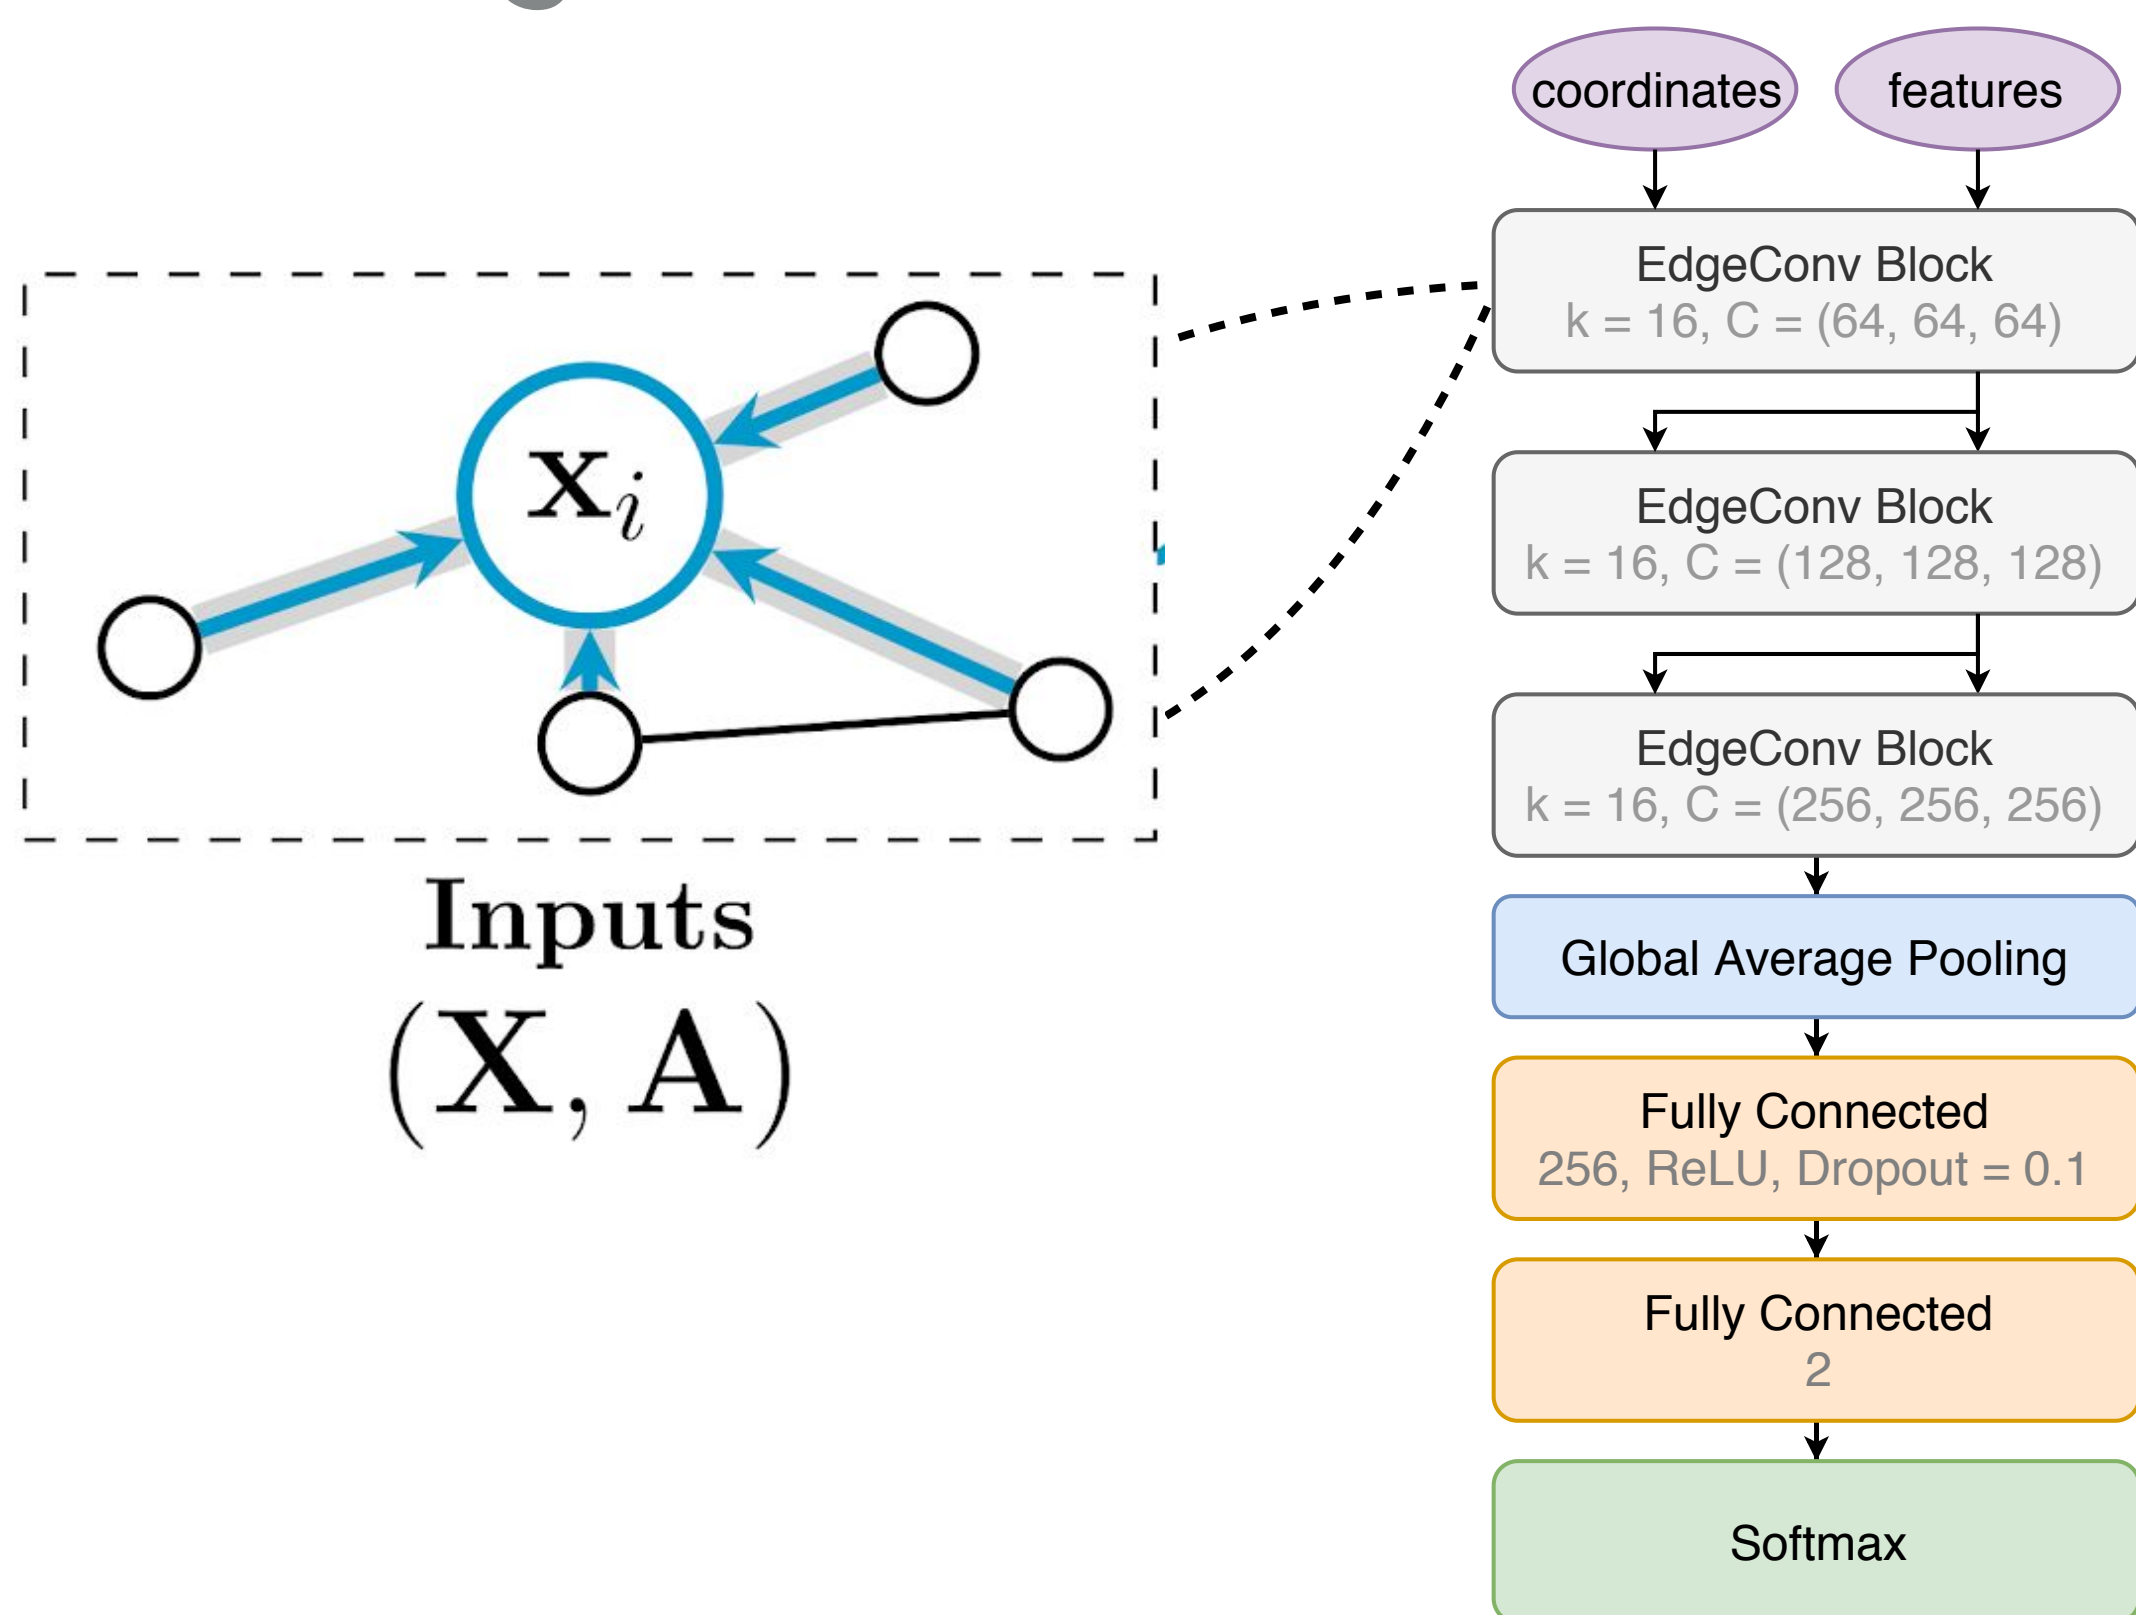 coordinates
features
EdgeConv Block
k = 16, C = (64, 64, 64)
EdgeConv Block
k = 16, C = (128, 128, 128)
EdgeConv Block
k = 16, C = (256, 256, 256)
Global Average Pooling
Fully Connected
256, ReLU, Dropout = 0.1
Fully Connected
2
Softmax
x_i
Inputs
(X, A)